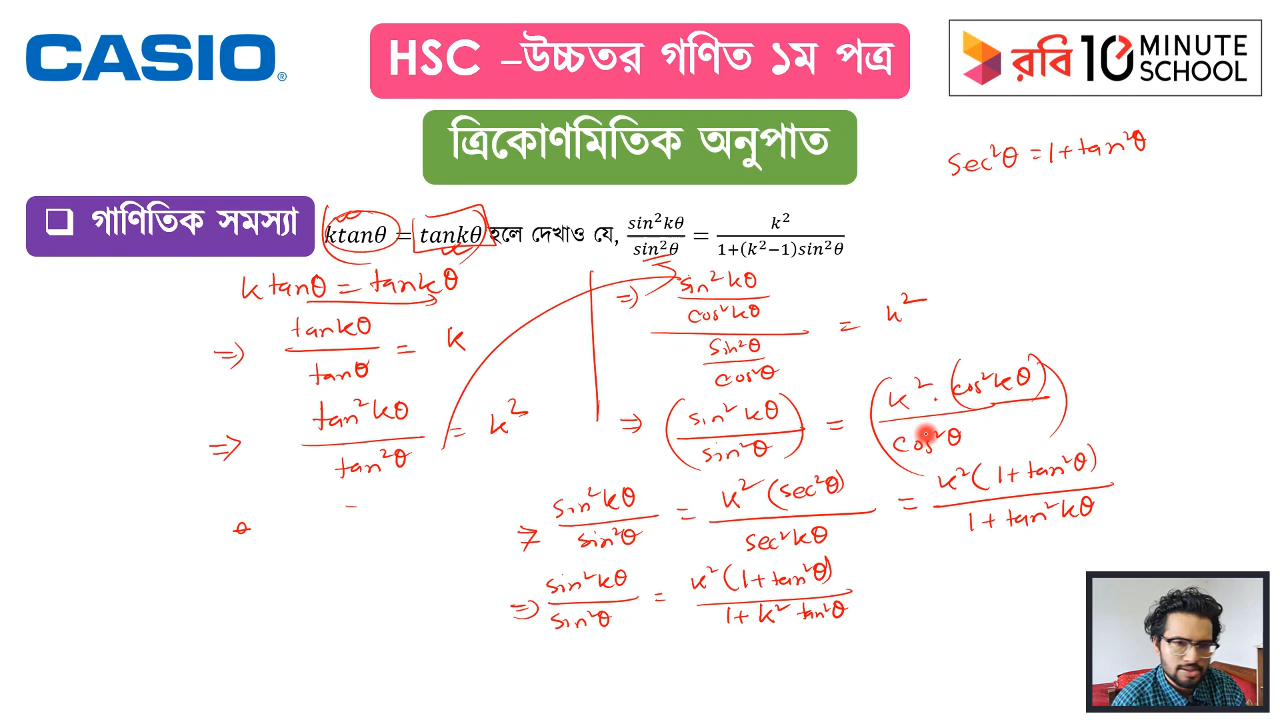 CASIO
HSC –উচ্চতর গণিত ১ম পত্র
রবি 10 MINUTE SCHOOL
ত্রিকোণমিতিক অনুপাত
sec²θ = 1 + tan²θ
গাণিতিক সমস্যা
ktanθ = tankθ হলে দেখাও যে, sin²kθ/sin²θ = k²/1+(k²−1)sin²θ
k tanθ = tankθ
⇒ tankθ/tanθ = k
⇒ tan²kθ/tan²θ = k²
θ
⇒ (sin²kθ/cos²kθ)/(sin²θ/cos²θ) = k²
⇒ (sin²kθ/sin²θ) = (k².(cos²kθ)/cos²θ)
⇒ sin²kθ/sin²θ = k²(sec²θ)/sec²kθ = k²(1+tan²θ)/1+tan²kθ
⇒ sin²kθ/sin²θ = k²(1+tan²θ)/1+k² tan²θ